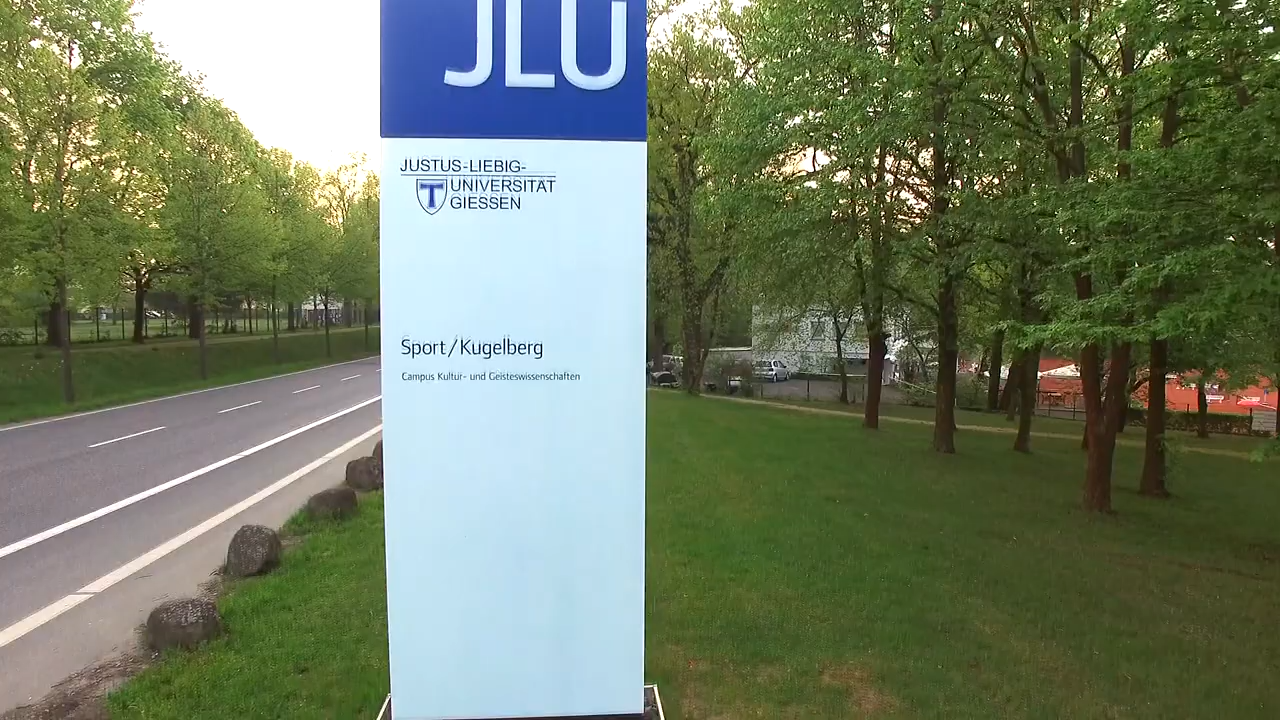 JLU
JUSTUS-LIEBIG-
UNIVERSITÄT
GIESSEN
Sport/Kugelberg
Campus Kultur- und Geisteswissenschaften